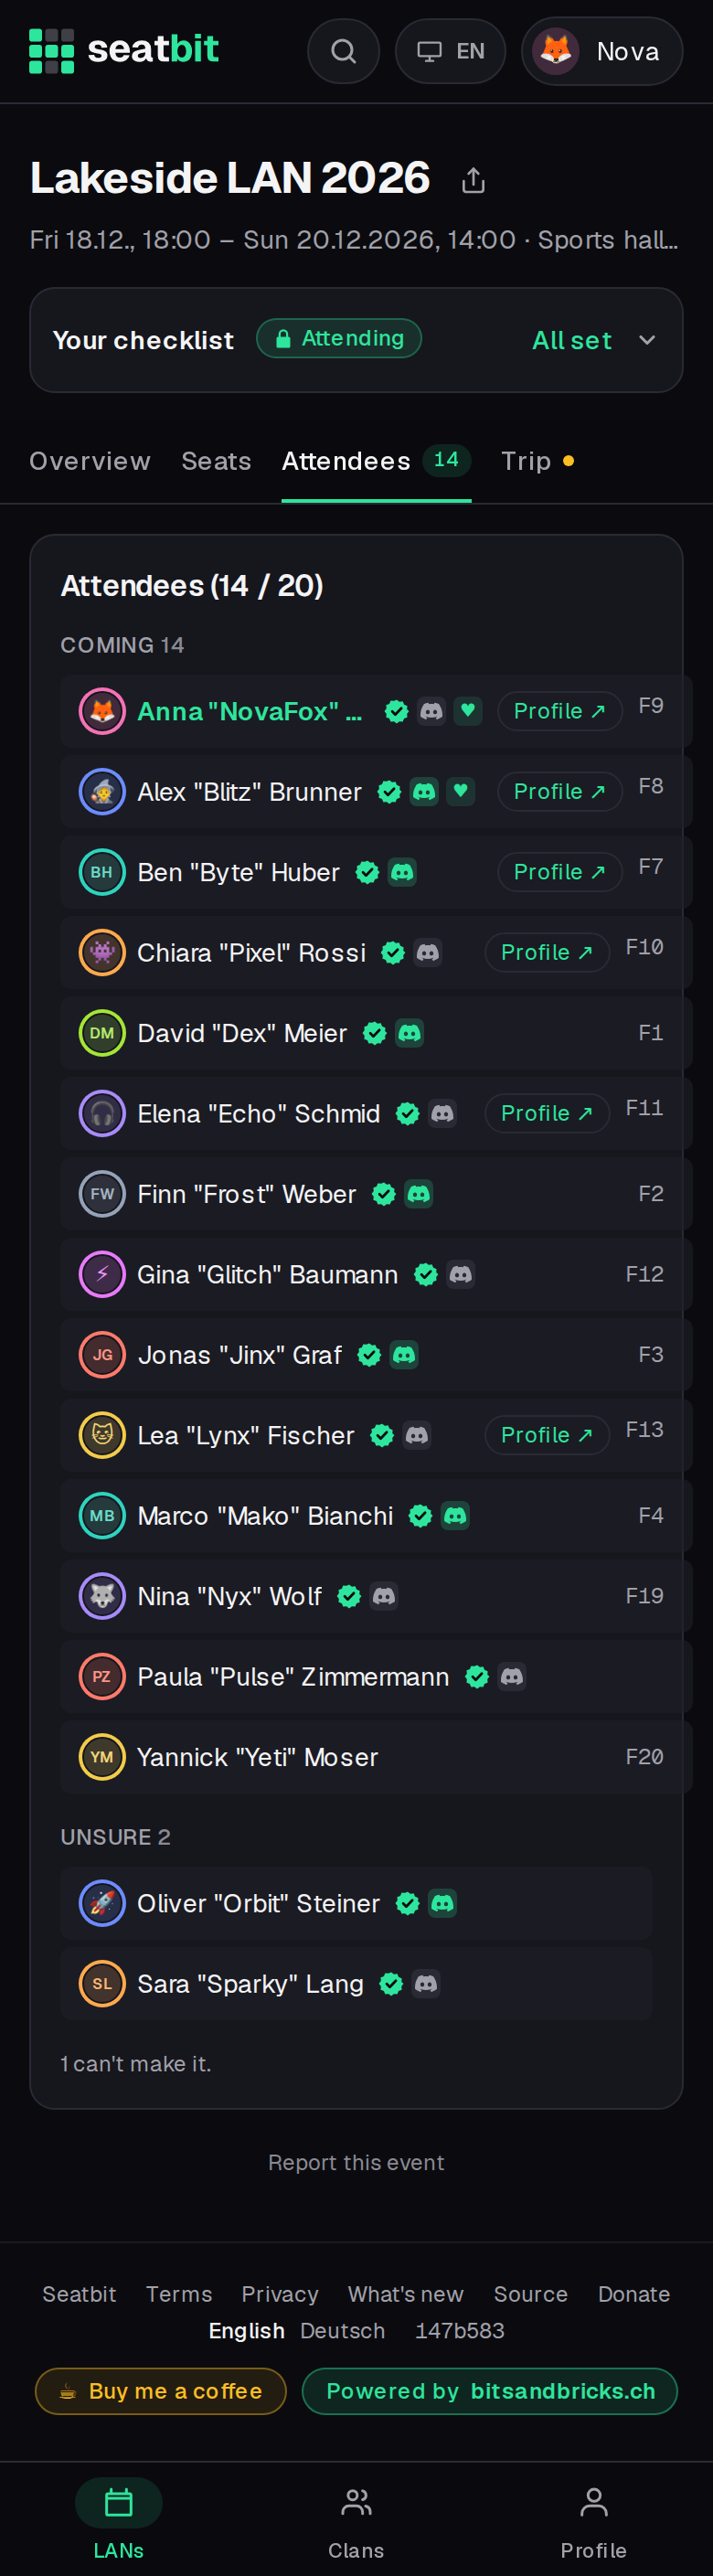 seatbit
EN
Nova
Lakeside LAN 2026
Fri 18.12., 18:00 – Sun 20.12.2026, 14:00 · Sports hall…
Your checklist Attending All set
Overview Seats Attendees 14 Trip
Attendees (14 / 20)
COMING 14
Anna "NovaFox" … ♥ Profile ↗ F9
Alex "Blitz" Brunner ♥ Profile ↗ F8
BH Ben "Byte" Huber Profile ↗ F7
Chiara "Pixel" Rossi Profile ↗ F10
DM David "Dex" Meier F1
Elena "Echo" Schmid Profile ↗ F11
FW Finn "Frost" Weber F2
Gina "Glitch" Baumann F12
JG Jonas "Jinx" Graf F3
Lea "Lynx" Fischer Profile ↗ F13
MB Marco "Mako" Bianchi F4
Nina "Nyx" Wolf F19
PZ Paula "Pulse" Zimmermann
YM Yannick "Yeti" Moser F20
UNSURE 2
Oliver "Orbit" Steiner
SL Sara "Sparky" Lang
1 can't make it.
Report this event
Seatbit Terms Privacy What's new Source Donate
English Deutsch 147b583
Buy me a coffee Powered by bitsandbricks.ch
LANs Clans Profile